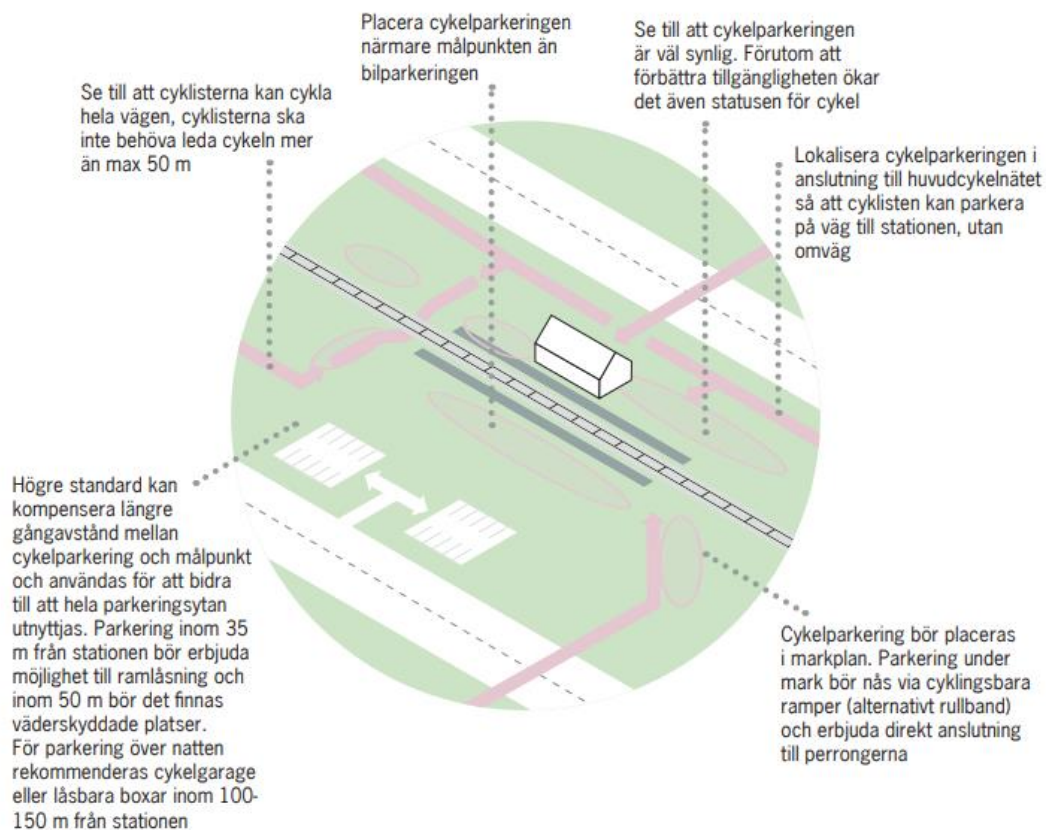 Placera cykelparkeringen
närmare målpunkten än
bilparkeringen
Se till att cykelparkeringen
är väl synlig. Förutom att
förbättra tillgängligheten ökar
det även statusen för cykel
Se till att cyklisterna kan cykla
hela vägen, cyklisterna ska
inte behöva leda cykeln mer
än max 50 m
Lokalisera cykelparkeringen i
anslutning till huvudcykelnätet
så att cyklisten kan parkera
på väg till stationen, utan
omväg
Högre standard kan
kompensera längre
gångavstånd mellan
cykelparkering och målpunkt
och användas för att bidra
till att hela parkeringsytan
utnyttjas. Parkering inom 35
m från stationen bör erbjuda
möjlighet till ramlåsning och
inom 50 m bör det finnas
väderskyddade platser.
För parkering över natten
rekommenderas cykelgarage
eller låsbara boxar inom 100-
150 m från stationen
Cykelparkering bör placeras
i markplan. Parkering under
mark bör nås via cyklingsbara
ramper (alternativt rullband)
och erbjuda direkt anslutning
till perrongerna